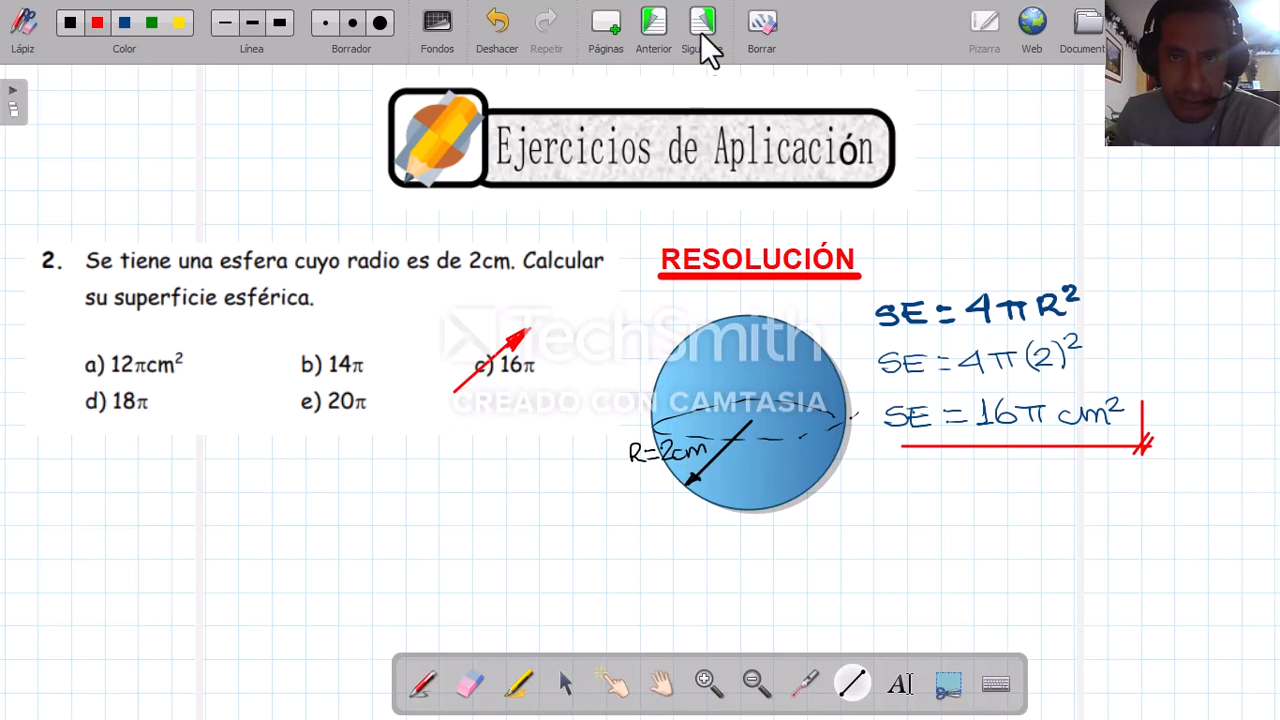 Lápiz
Color
Línea
Borrador
Fondos
Deshacer
Repetir
Páginas
Anterior
Borrar
Pizarra
Web
Document
Ejercicios de Aplicación
2. Se tiene una esfera cuyo radio es de 2cm. Calcular
su superficie esférica.
a) 12πcm² b) 14π c) 16π
d) 18π e) 20π
RESOLUCIÓN
SE = 4πR²
SE = 4π(2)²
SE = 16π cm²
R=2cm
TechSmith
CREADO CON CAMTASIA